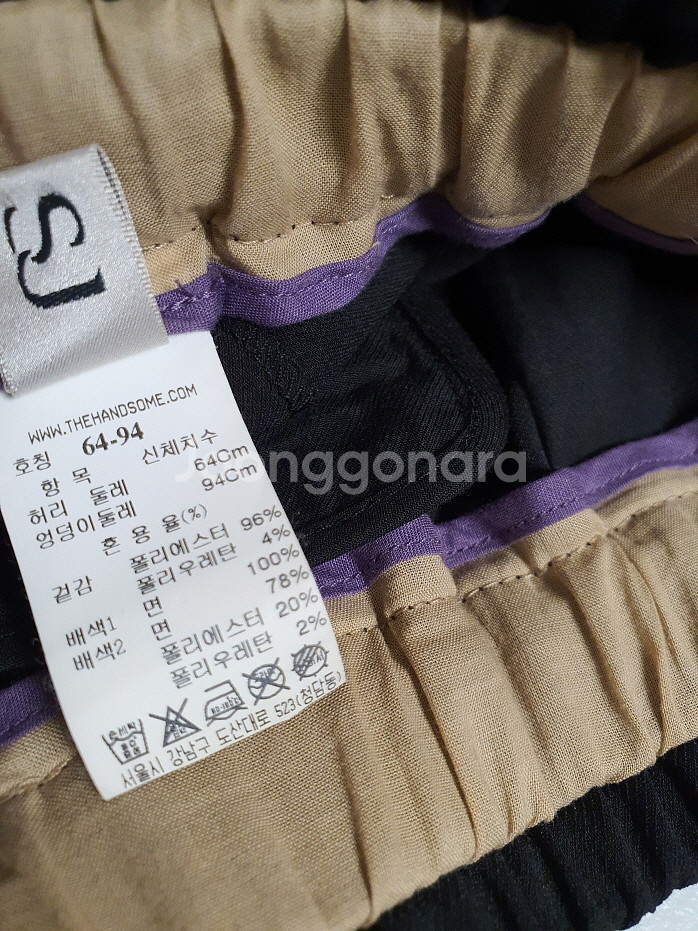 SJ
WWW.THEHANDSOME.COM
호칭 64-94
항 목 신체치수
허리 둘레 64Cm
엉덩이둘레 94Cm
혼 용 율(%)
겉감 폴리에스터 96%
폴리우레탄 4%
배색1 면 100%
배색2 면 78%
폴리에스터 20%
폴리우레탄 2%
서울시 강남구 도산대로 523(청담동)
Joonggonara